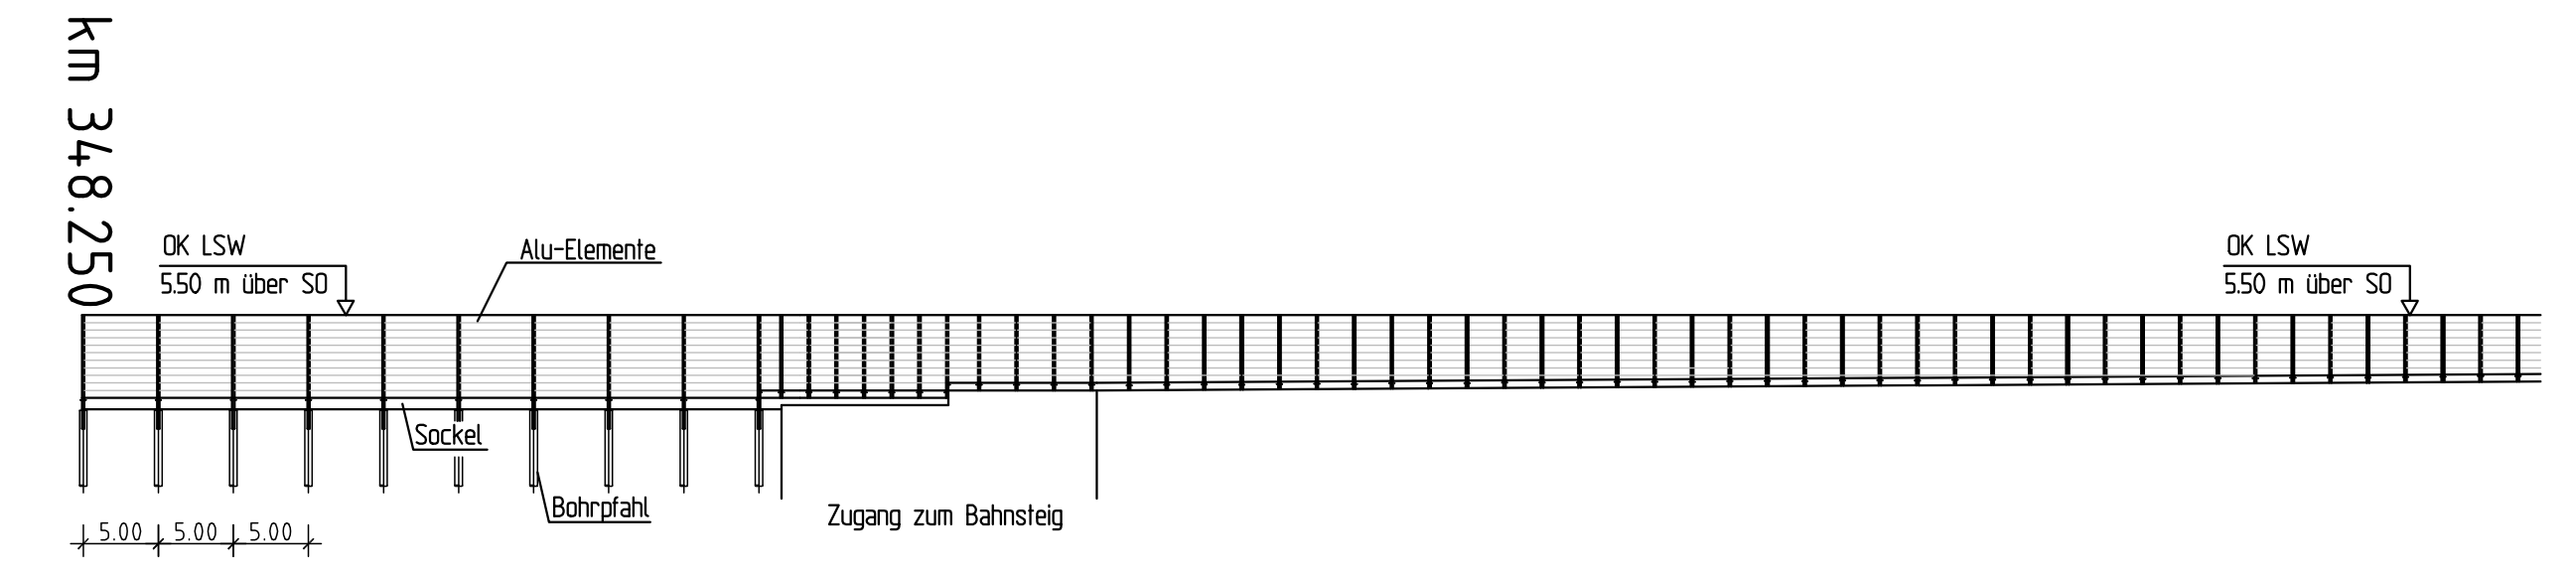 km 348.250
OK LSW
5.50 m über SO
Alu-Elemente
OK LSW
5.50 m über SO
Sockel
Bohrpfahl
Zugang zum Bahnsteig
5.00 5.00 5.00